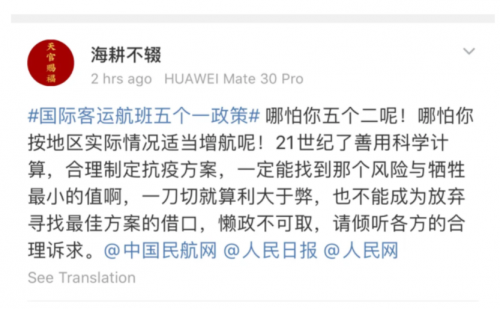 天官
赐福
海耕不辍
2 hrs ago HUAWEI Mate 30 Pro
#国际客运航班五个一政策# 哪怕你五个二呢！哪怕你
按地区实际情况适当增航呢！21世纪了善用科学计
算，合理制定抗疫方案，一定能找到那个风险与牺牲
最小的值啊，一刀切就算利大于弊，也不能成为放弃
寻找最佳方案的借口，懒政不可取，请倾听各方的合
理诉求。@中国民航网 @人民日报 @人民网
See Translation